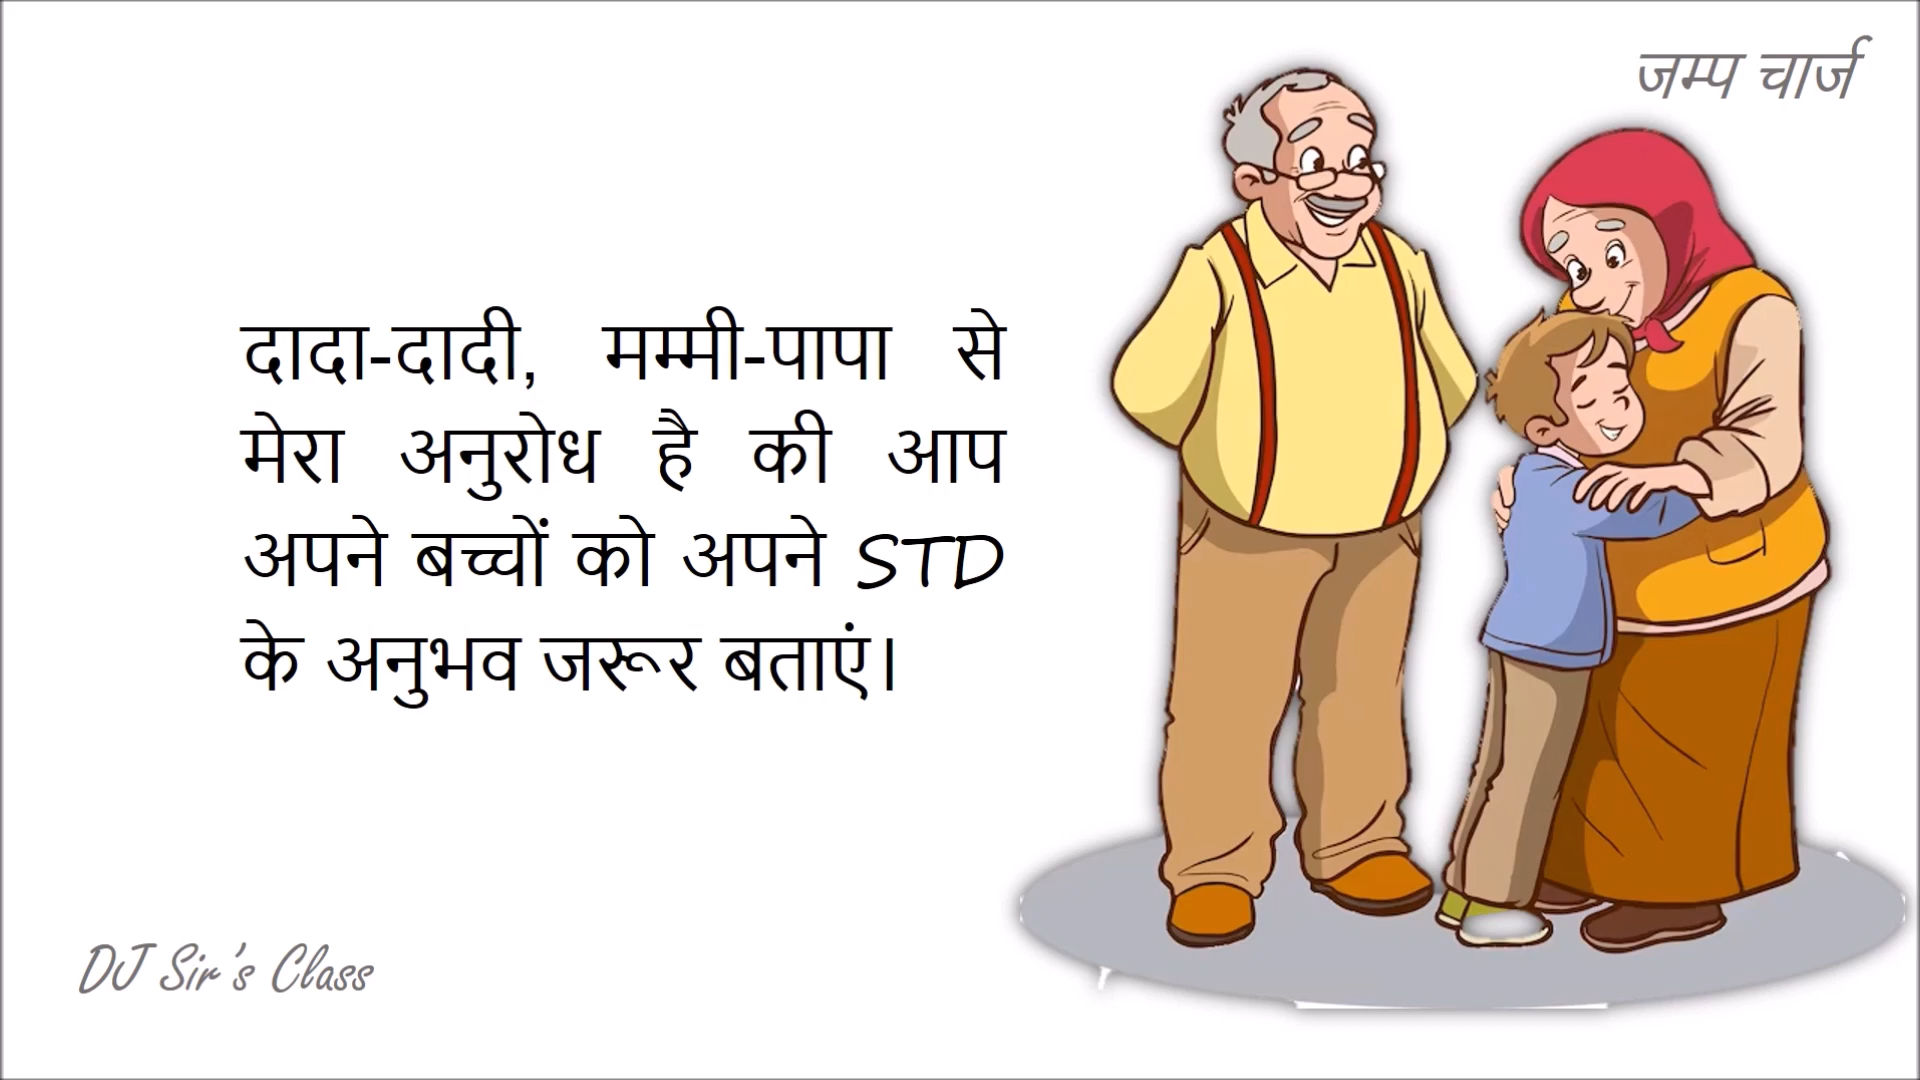 जम्प चार्ज
दादा-दादी, मम्मी-पापा से
मेरा अनुरोध है की आप
अपने बच्चों को अपने STD
के अनुभव जरूर बताएं।
DJ Sir's Class